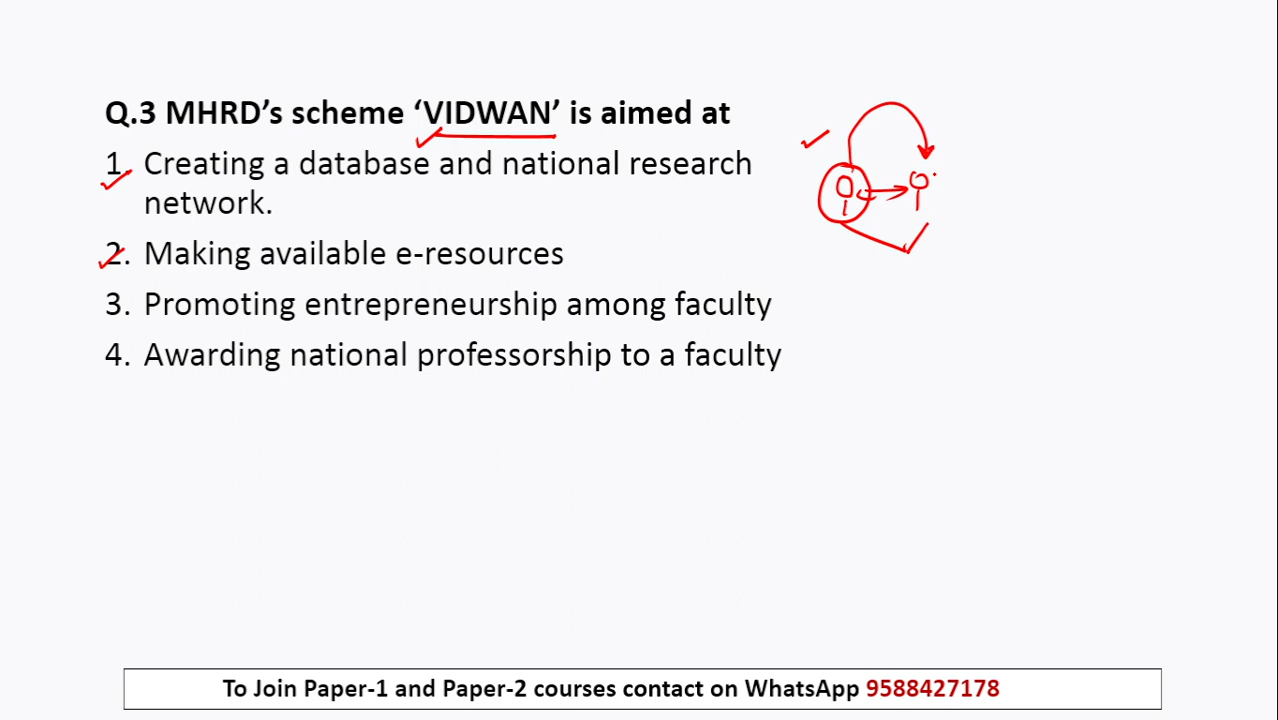 Q.3 MHRD’s scheme ‘VIDWAN’ is aimed at
1. Creating a database and national research
network.
2. Making available e-resources
3. Promoting entrepreneurship among faculty
4. Awarding national professorship to a faculty
To Join Paper-1 and Paper-2 courses contact on WhatsApp 9588427178